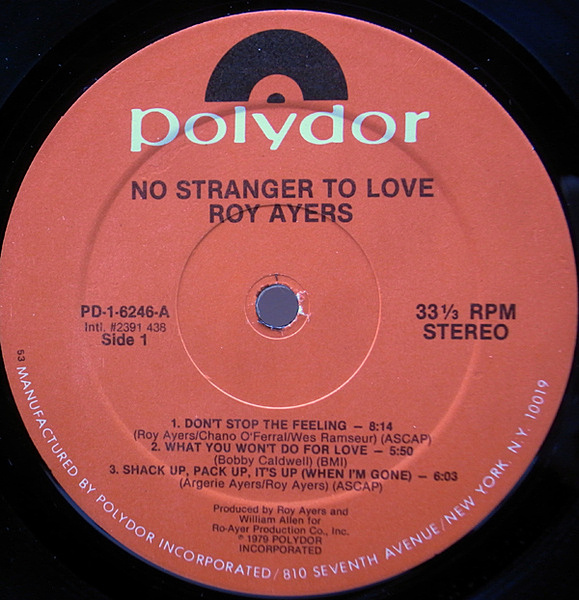 polydor
NO STRANGER TO LOVE
ROY AYERS
PD-1-6246-A
Intl. #2391 438
Side 1
33 1/3 RPM
STEREO
1. DON'T STOP THE FEELING — 8:14
(Roy Ayers/Chano O'Ferral/Wes Ramseur) (ASCAP)
2. WHAT YOU WON'T DO FOR LOVE — 5:50
(Bobby Caldwell) (BMI)
3. SHACK UP, PACK UP, IT'S UP (WHEN I'M GONE) — 6:03
(Argerie Ayers/Roy Ayers) (ASCAP)
Produced by Roy Ayers and
William Allen for
Ro-Ayer Production Co., Inc.
℗ 1979 POLYDOR
INCORPORATED
53 MANUFACTURED BY POLYDOR INCORPORATED/810 SEVENTH AVENUE/NEW YORK, N.Y. 10019